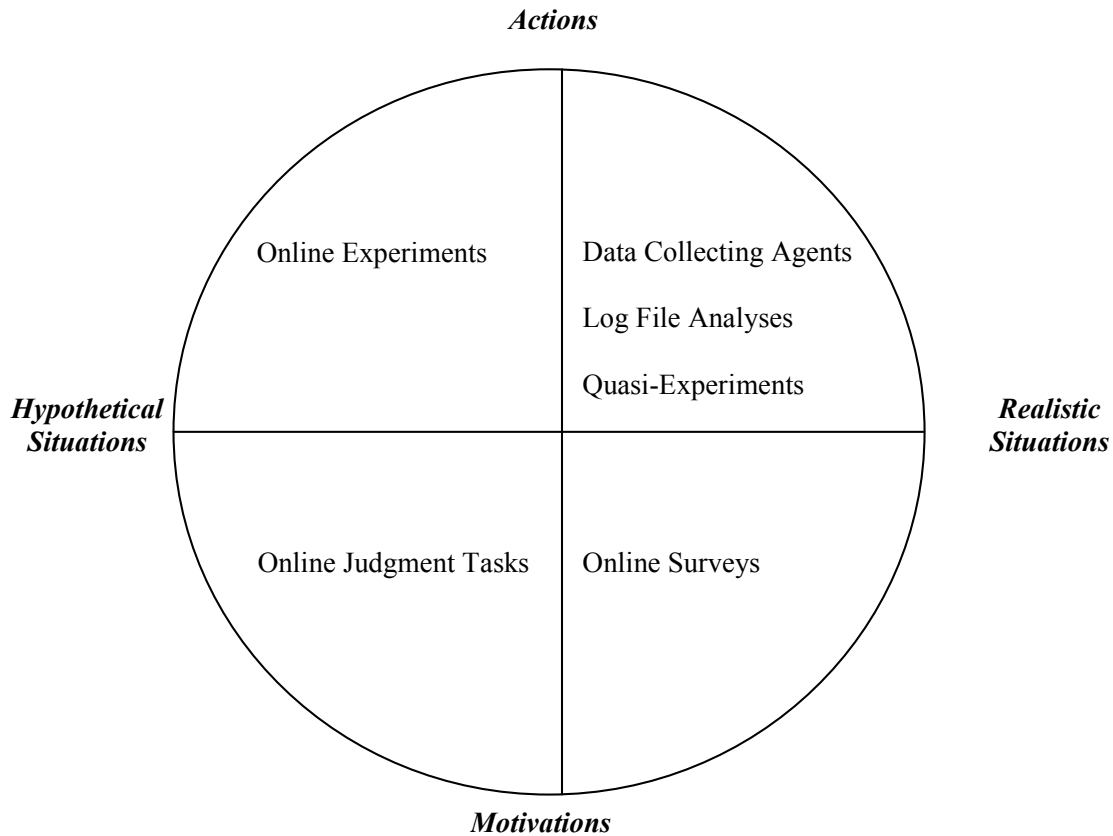 Actions
Online Experiments
Data Collecting Agents
Log File Analyses
Quasi-Experiments
Hypothetical
Situations
Realistic
Situations
Online Judgment Tasks
Online Surveys
Motivations